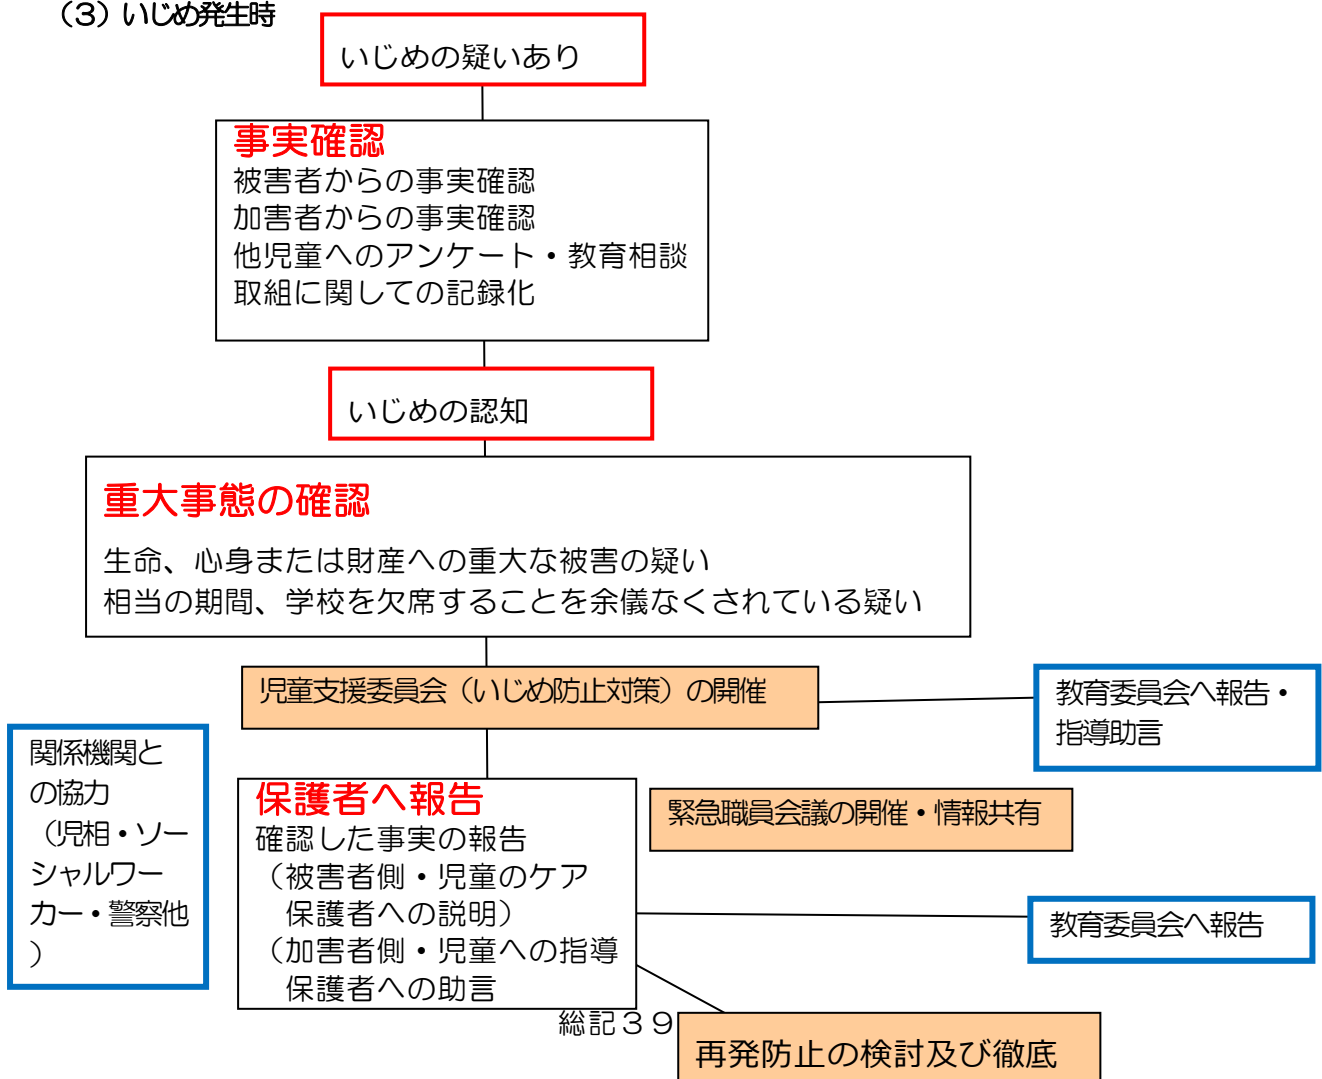 （３）いじめ発生時
いじめの疑いあり
事実確認
被害者からの事実確認
加害者からの事実確認
他児童へのアンケート・教育相談
取組に関しての記録化
いじめの認知
重大事態の確認
生命、心身または財産への重大な被害の疑い
相当の期間、学校を欠席することを余儀なくされている疑い
児童支援委員会（いじめ防止対策）の開催
教育委員会へ報告・
指導助言
関係機関と
の協力
（児相・ソー
シャルワー
カー・警察他
）
保護者へ報告
確認した事実の報告
（被害者側・児童のケア
保護者への説明）
（加害者側・児童への指導
保護者への助言
緊急職員会議の開催・情報共有
教育委員会へ報告
総記３９
再発防止の検討及び徹底